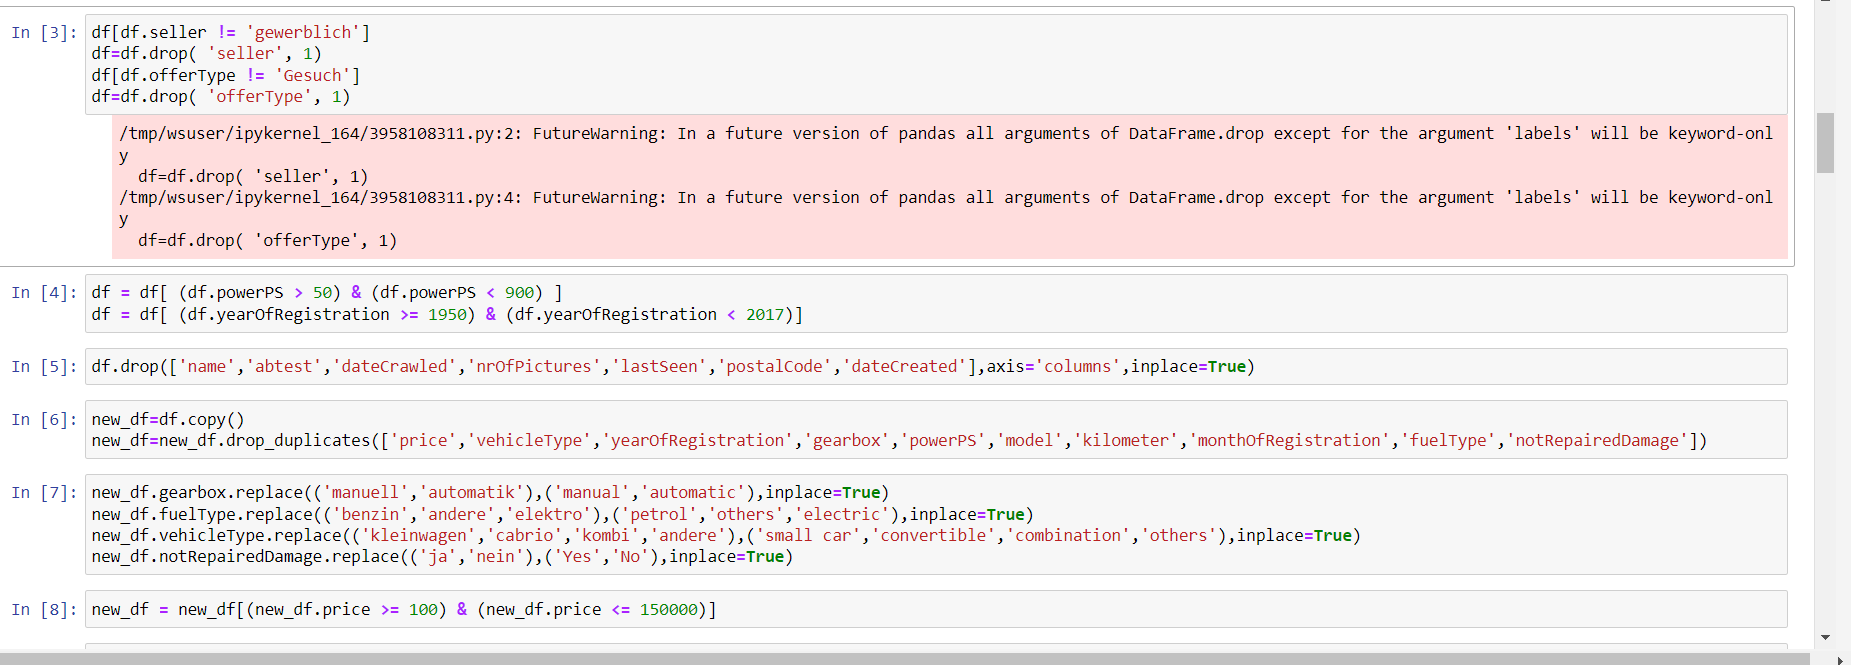 In [3]:
df[df.seller != 'gewerblich']
df=df.drop( 'seller', 1)
df[df.offerType != 'Gesuch']
df=df.drop( 'offerType', 1)
/tmp/wsuser/ipykernel_164/3958108311.py:2: FutureWarning: In a future version of pandas all arguments of DataFrame.drop except for the argument 'labels' will be keyword-onl
y
  df=df.drop( 'seller', 1)
/tmp/wsuser/ipykernel_164/3958108311.py:4: FutureWarning: In a future version of pandas all arguments of DataFrame.drop except for the argument 'labels' will be keyword-onl
y
  df=df.drop( 'offerType', 1)
In [4]:
df = df[ (df.powerPS > 50) & (df.powerPS < 900) ]
df = df[ (df.yearOfRegistration >= 1950) & (df.yearOfRegistration < 2017)]
In [5]:
df.drop(['name','abtest','dateCrawled','nrOfPictures','lastSeen','postalCode','dateCreated'],axis='columns',inplace=True)
In [6]:
new_df=df.copy()
new_df=new_df.drop_duplicates(['price','vehicleType','yearOfRegistration','gearbox','powerPS','model','kilometer','monthOfRegistration','fuelType','notRepairedDamage'])
In [7]:
new_df.gearbox.replace(('manuell','automatik'),('manual','automatic'),inplace=True)
new_df.fuelType.replace(('benzin','andere','elektro'),('petrol','others','electric'),inplace=True)
new_df.vehicleType.replace(('kleinwagen','cabrio','kombi','andere'),('small car','convertible','combination','others'),inplace=True)
new_df.notRepairedDamage.replace(('ja','nein'),('Yes','No'),inplace=True)
In [8]:
new_df = new_df[(new_df.price >= 100) & (new_df.price <= 150000)]